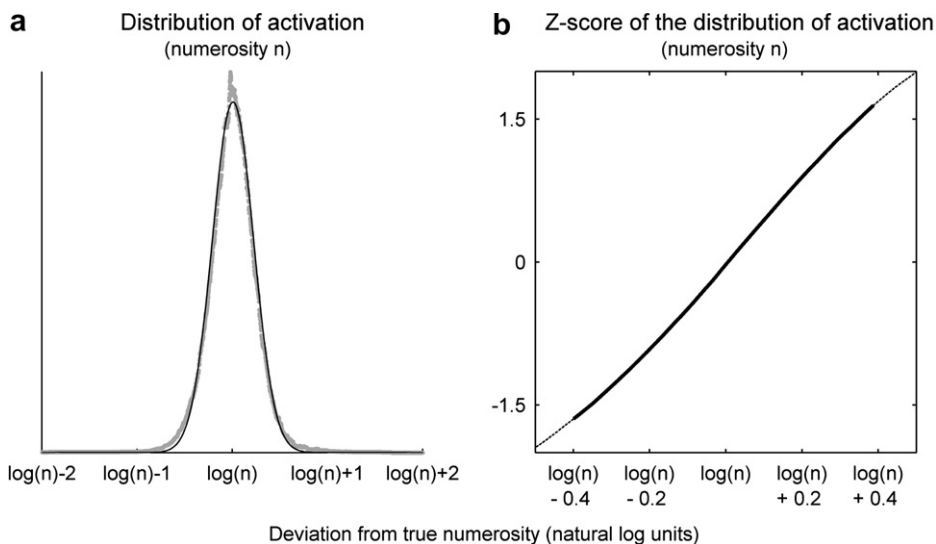 a
Distribution of activation
(numerosity n)
log(n)-2
log(n)-1
log(n)
log(n)+1
log(n)+2
b
Z-score of the distribution of activation
(numerosity n)
1.5
0
-1.5
log(n)
- 0.4
log(n)
- 0.2
log(n)
log(n)
+ 0.2
log(n)
+ 0.4
Deviation from true numerosity (natural log units)